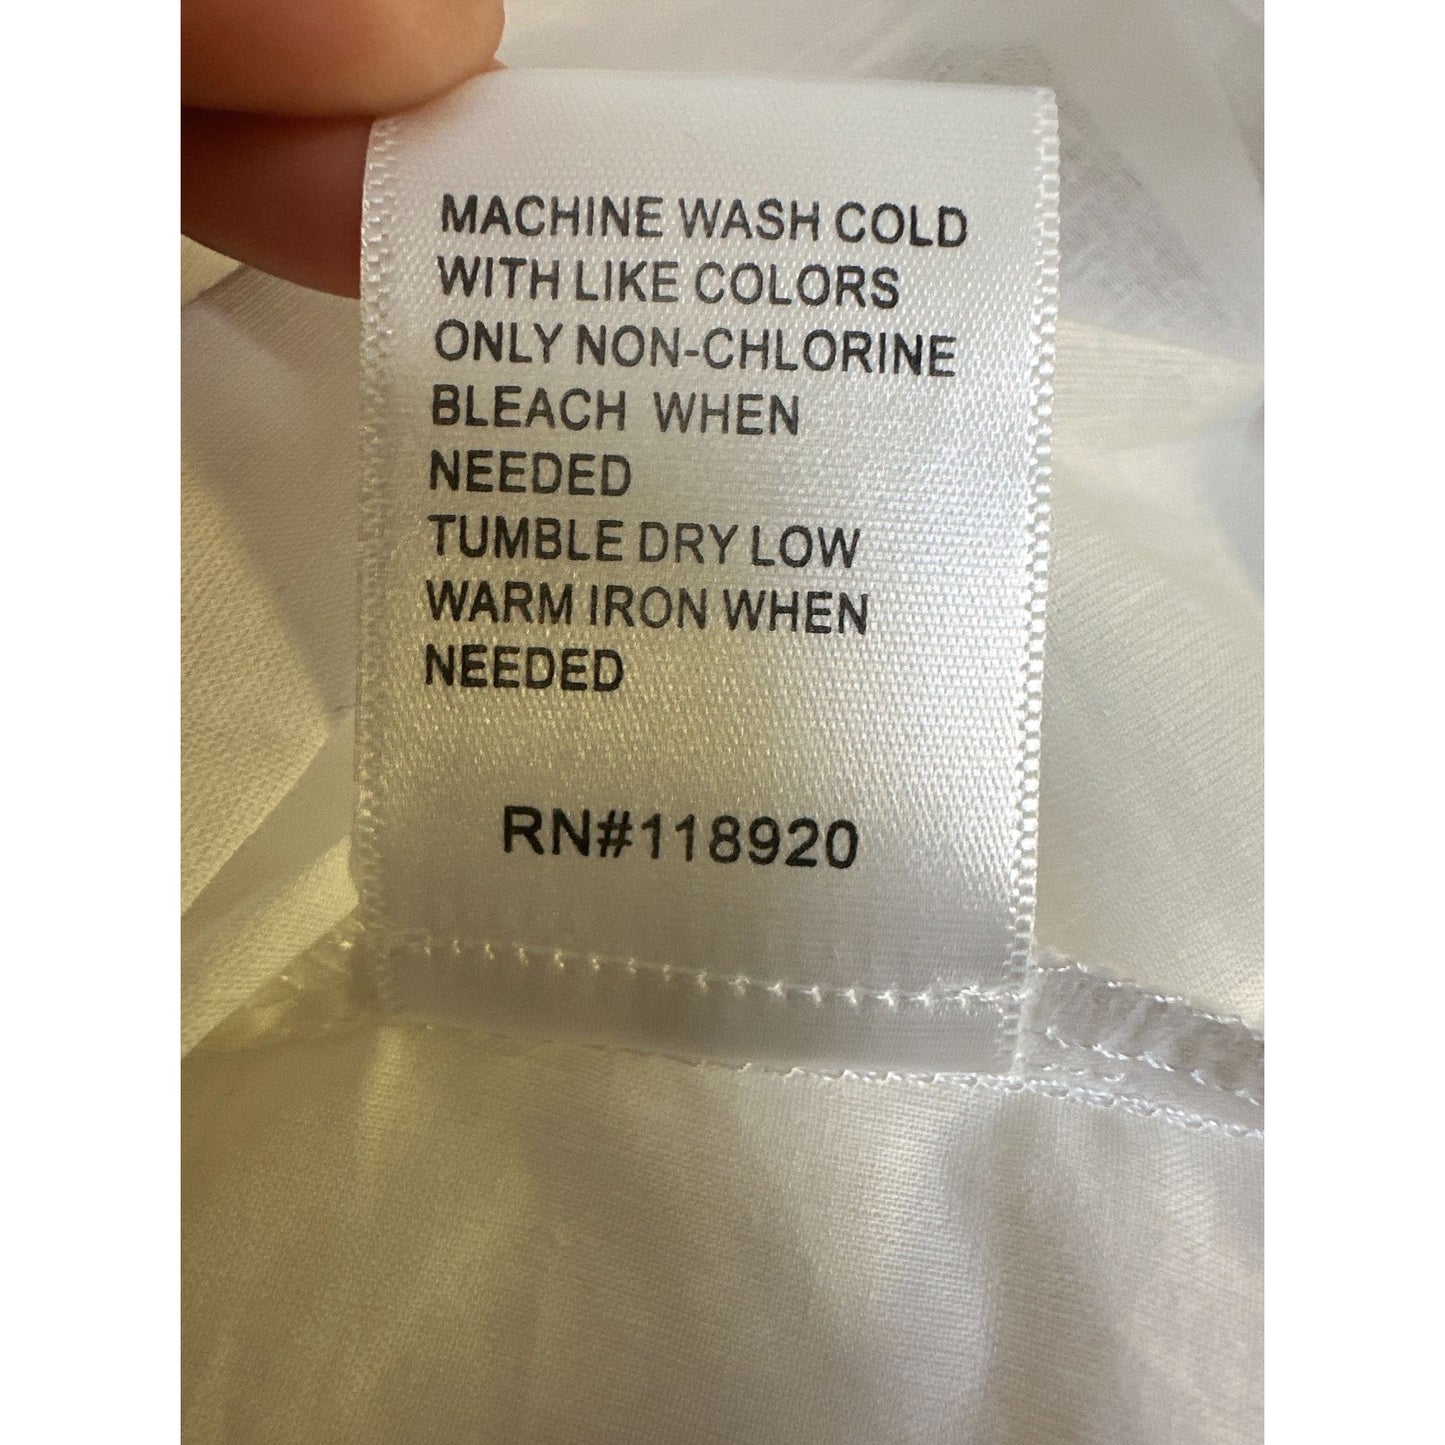 MACHINE WASH COLD
WITH LIKE COLORS
ONLY NON-CHLORINE
BLEACH WHEN
NEEDED
TUMBLE DRY LOW
WARM IRON WHEN
NEEDED
RN#118920